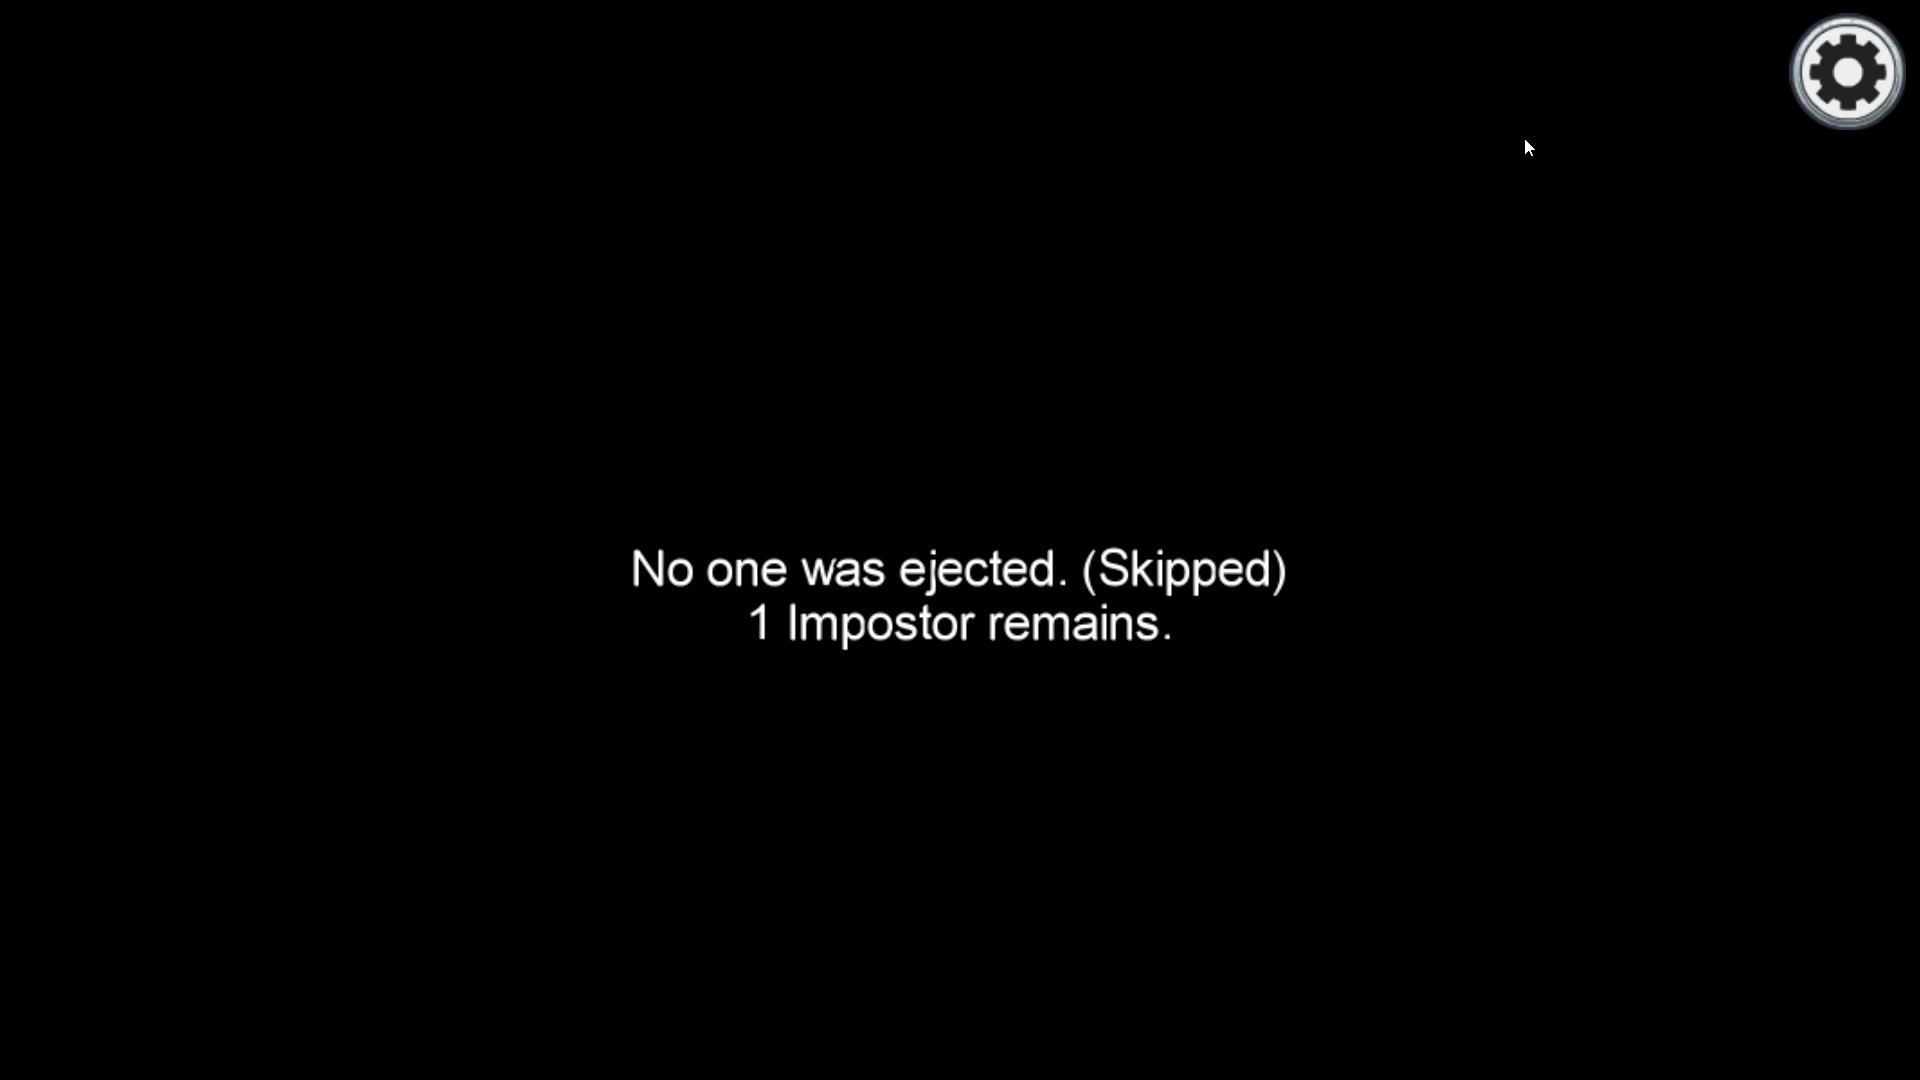 No one was ejected. (Skipped)
1 Impostor remains.